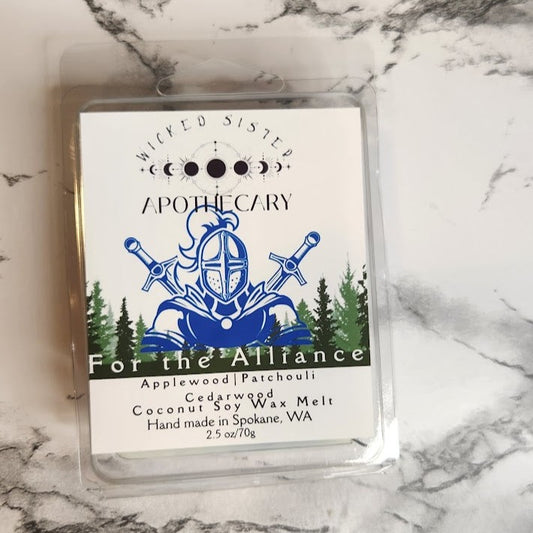 WICKED SISTER
APOTHECARY
For the Alliance
Applewood|Patchouli
Cedarwood
Coconut Soy Wax Melt
Hand made in Spokane, WA
2.5 oz/70g